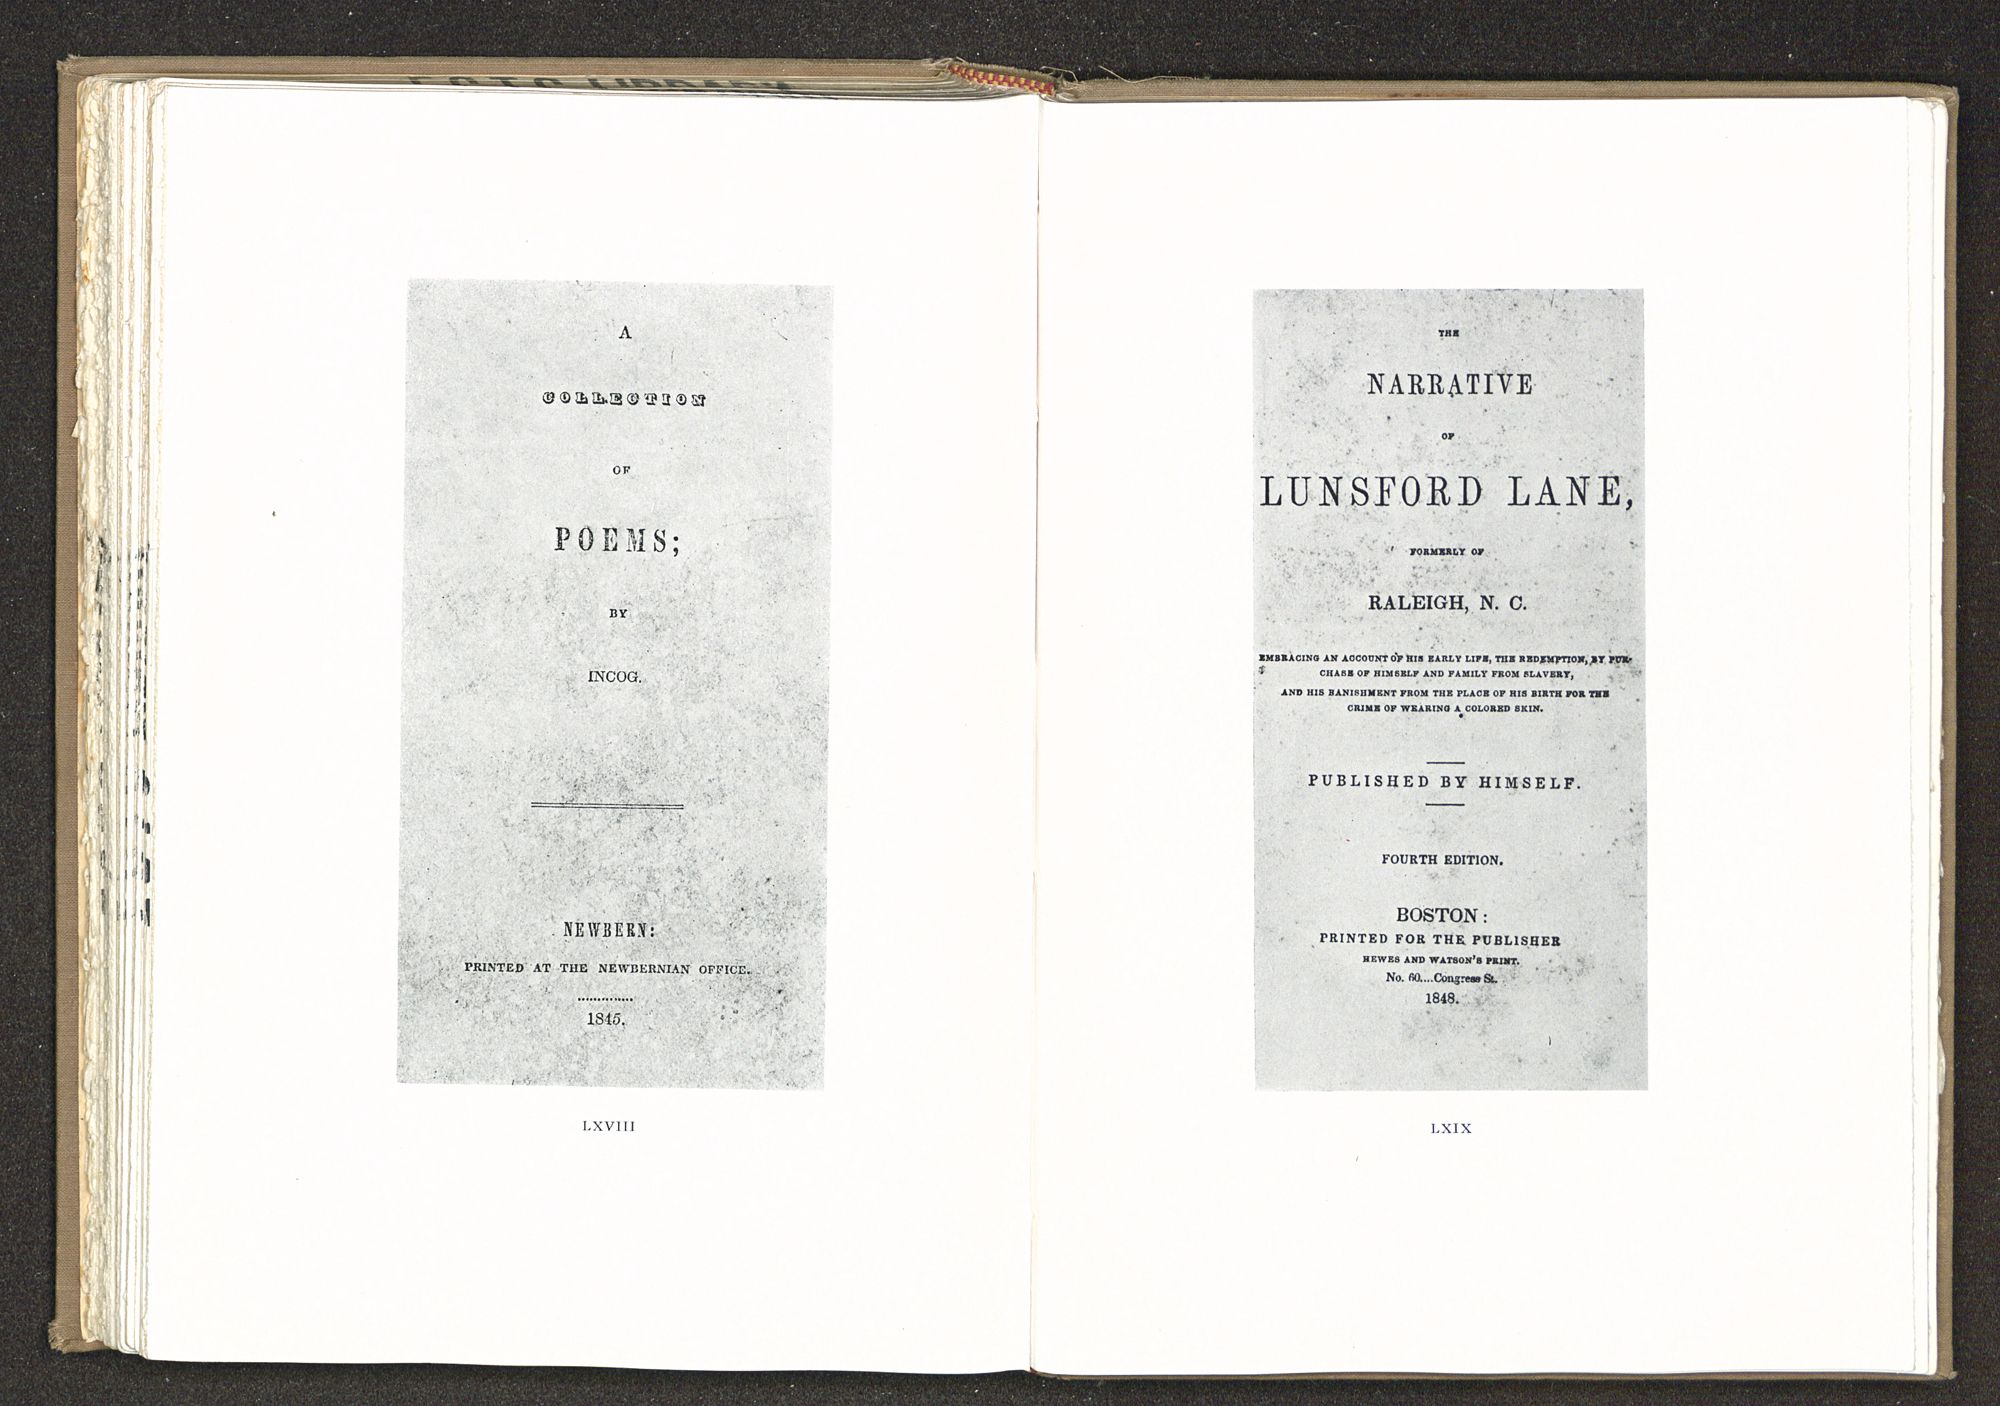 E.C.T.C. LIBRARY
A
COLLECTION
OF
POEMS;
BY
INCOG.
NEWBERN:
PRINTED AT THE NEWBERNIAN OFFICE.
1845.
LXVIII
THE
NARRATIVE
OF
LUNSFORD LANE,
FORMERLY OF
RALEIGH, N. C.
EMBRACING AN ACCOUNT OF HIS EARLY LIFE, THE REDEMPTION, BY PUR-
CHASE OF HIMSELF AND FAMILY FROM SLAVERY,
AND HIS BANISHMENT FROM THE PLACE OF HIS BIRTH FOR THE
CRIME OF WEARING A COLORED SKIN.
PUBLISHED BY HIMSELF.
FOURTH EDITION.
BOSTON:
PRINTED FOR THE PUBLISHER
HEWES AND WATSON'S PRINT.
No. 60....Congress St.
1848.
LXIX